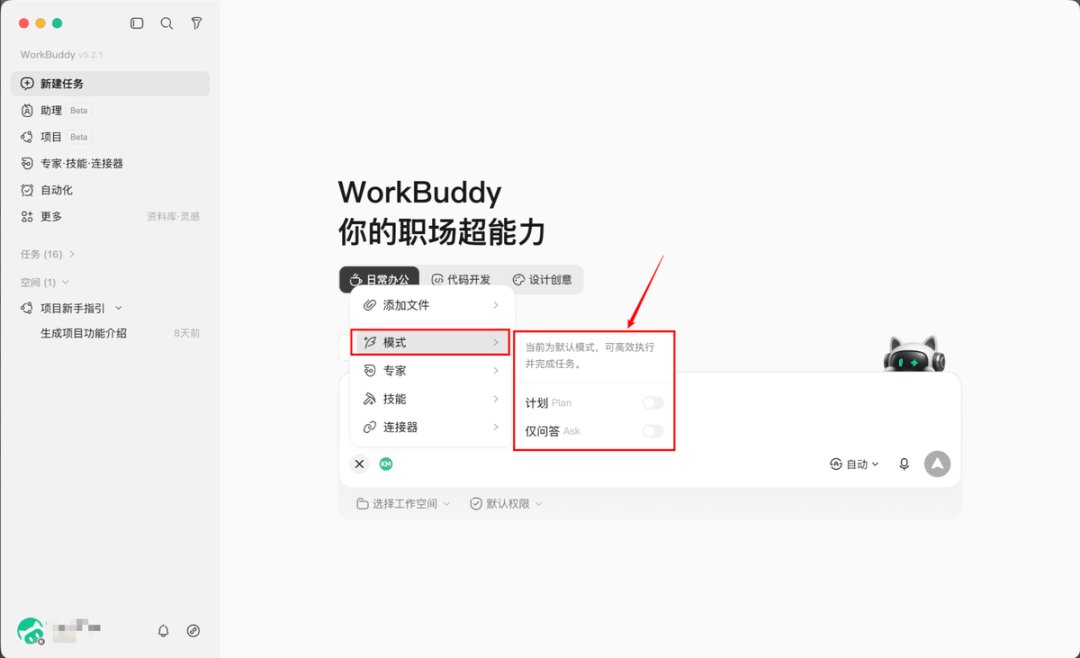 WorkBuddy v5.2.1
新建任务
助理 Beta
项目 Beta
专家·技能·连接器
自动化
更多 资料库·灵感
任务 (16)
空间 (1)
项目新手指引
生成项目功能介绍 8天前
WorkBuddy
你的职场超能力
日常办公 代码开发 设计创意
添加文件
模式
专家
技能
连接器
当前为默认模式，可高效执行
并完成任务。
计划 Plan
仅问答 Ask
KM
自动
选择工作空间 默认权限